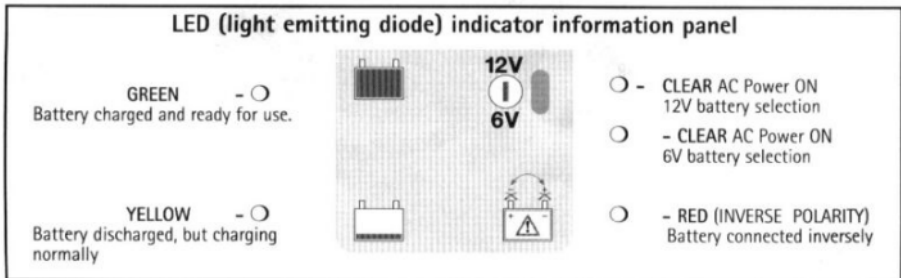 LED (light emitting diode) indicator information panel
GREEN -
Battery charged and ready for use.
YELLOW -
Battery discharged, but charging
normally
12V
6V
+ -
- CLEAR AC Power ON
12V battery selection
- CLEAR AC Power ON
6V battery selection
- RED (INVERSE POLARITY)
Battery connected inversely